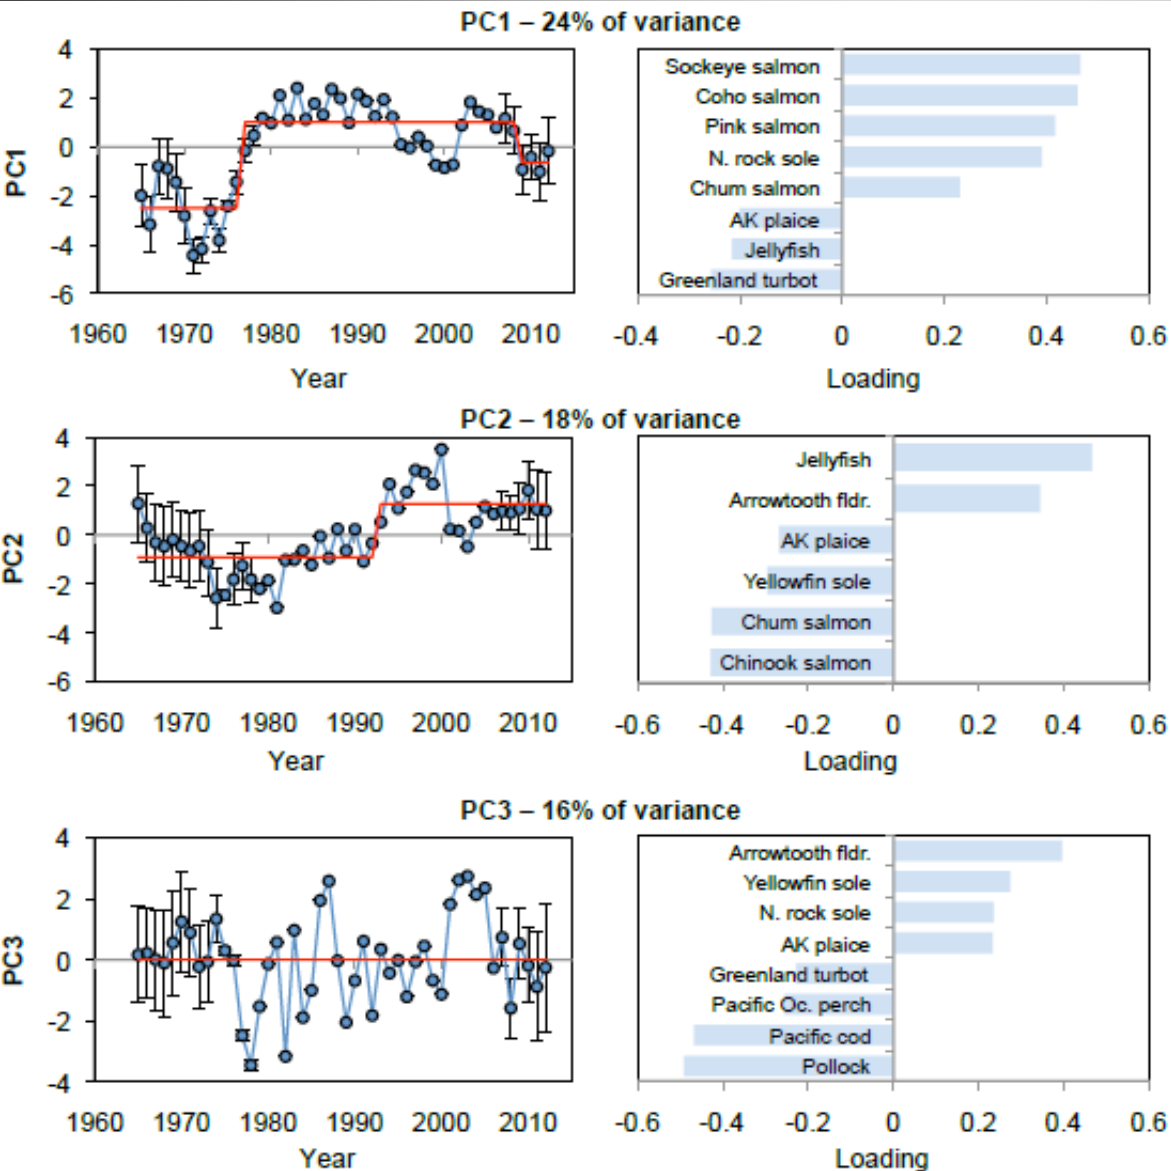 PC1 – 24% of variance
4
2
0
-2
-4
-6
PC1
1960 1970 1980 1990 2000 2010
Year
Sockeye salmon
Coho salmon
Pink salmon
N. rock sole
Chum salmon
AK plaice
Jellyfish
Greenland turbot
-0.4 -0.2 0 0.2 0.4 0.6
Loading
PC2 – 18% of variance
4
2
0
-2
-4
-6
PC2
1960 1970 1980 1990 2000 2010
Year
Jellyfish
Arrowtooth fldr.
AK plaice
Yellowfin sole
Chum salmon
Chinook salmon
-0.6 -0.4 -0.2 0 0.2 0.4 0.6
Loading
PC3 – 16% of variance
4
2
0
-2
-4
PC3
1960 1970 1980 1990 2000 2010
Year
Arrowtooth fldr.
Yellowfin sole
N. rock sole
AK plaice
Greenland turbot
Pacific Oc. perch
Pacific cod
Pollock
-0.6 -0.4 -0.2 0 0.2 0.4 0.6
Loading